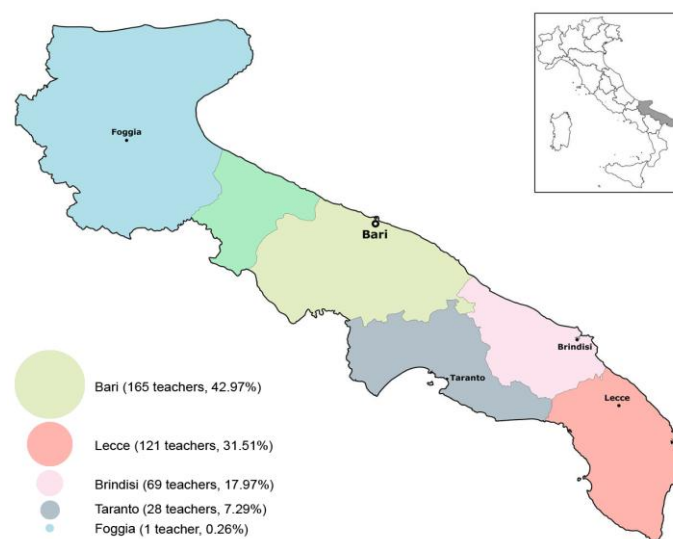 Foggia
Bari
Brindisi
Taranto
Lecce
Bari (165 teachers, 42.97%)
Lecce (121 teachers, 31.51%)
Brindisi (69 teachers, 17.97%)
Taranto (28 teachers, 7.29%)
Foggia (1 teacher, 0.26%)